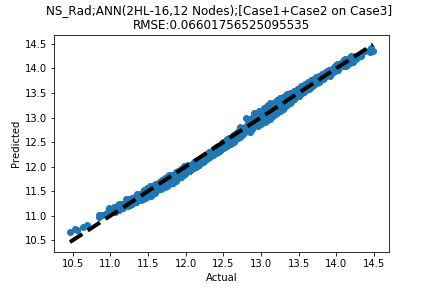 NS_Rad;ANN(2HL-16,12 Nodes);[Case1+Case2 on Case3]
RMSE:0.06601756525095535
14.5
14.0
13.5
13.0
12.5
12.0
11.5
11.0
10.5
Predicted
10.5 11.0 11.5 12.0 12.5 13.0 13.5 14.0 14.5
Actual